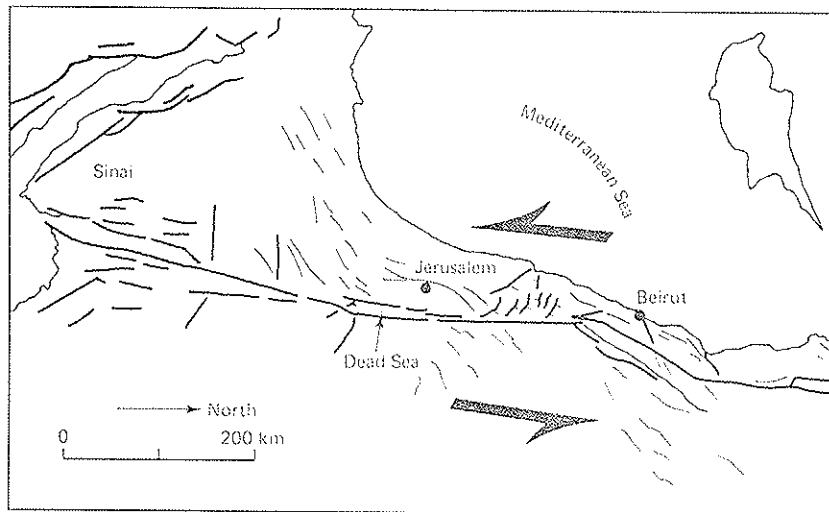 Mediterranean Sea
Sinai
Jerusalem
Beirut
Dead Sea
North
0 200 km